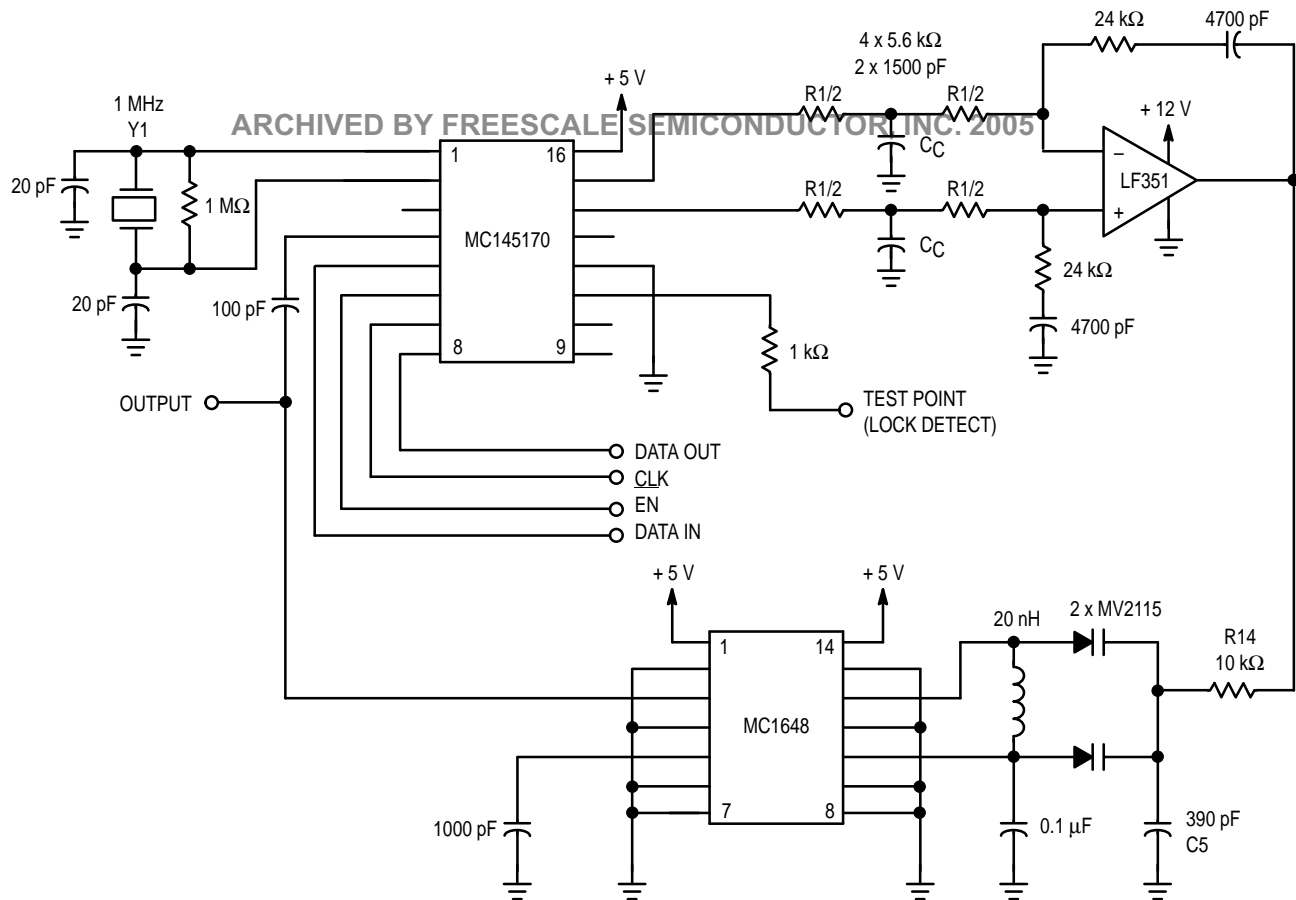 24 kΩ
4700 pF
4 x 5.6 kΩ
2 x 1500 pF
+ 5 V
1 MHz
Y1
R1/2
R1/2
ARCHIVED BY FREESCALE SEMICONDUCTOR, INC. 2005
+ 12 V
1
16
CC
–
LF351
20 pF
1 MΩ
R1/2
R1/2
+
MC145170
CC
24 kΩ
20 pF
100 pF
4700 pF
8
9
1 kΩ
OUTPUT
TEST POINT
(LOCK DETECT)
DATA OUT
CLK
EN
DATA IN
+ 5 V
+ 5 V
20 nH
2 x MV2115
1
14
R14
10 kΩ
MC1648
7
8
1000 pF
0.1 µF
390 pF
C5